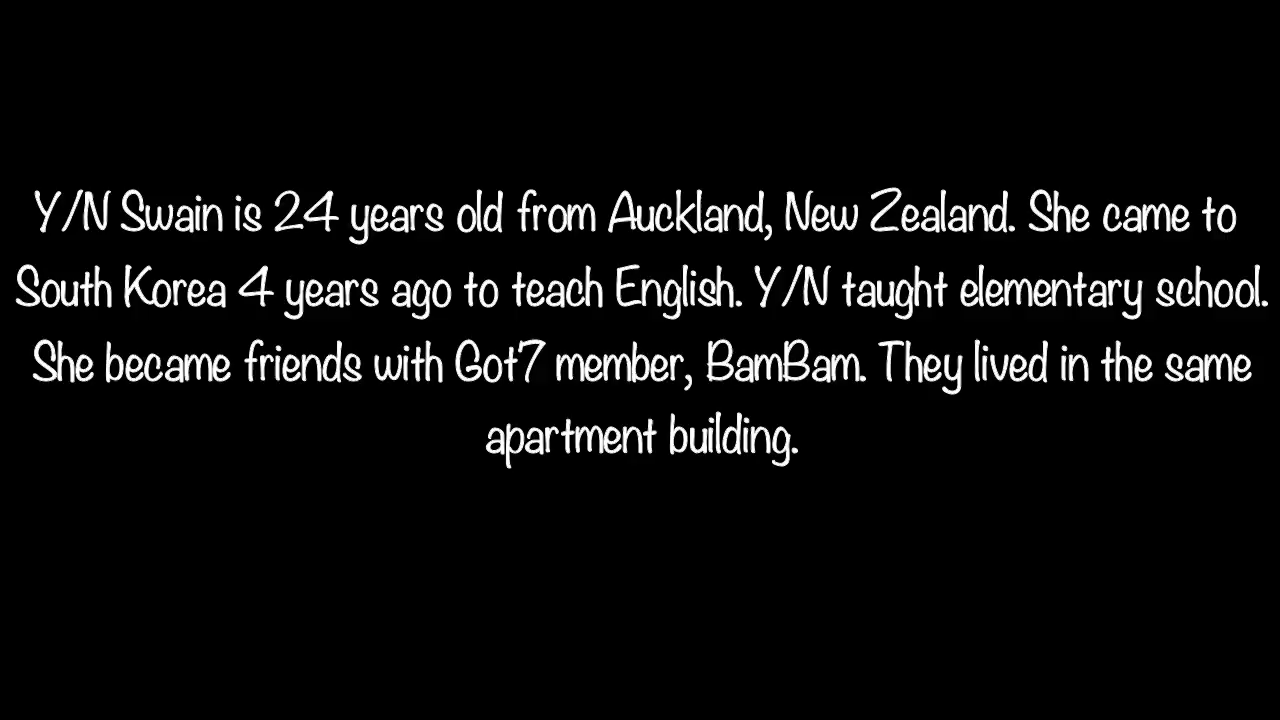 Y/N Swain is 24 years old from Auckland, New Zealand. She came to
South Korea 4 years ago to teach English. Y/N taught elementary school.
She became friends with Got7 member, BamBam. They lived in the same
apartment building.